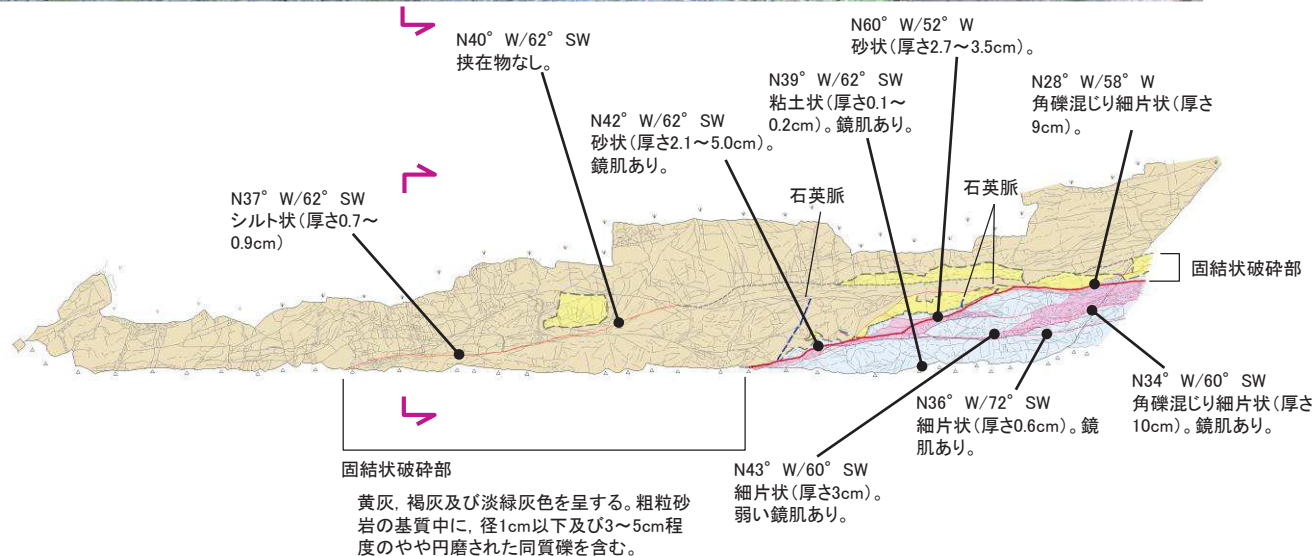 N60° W/52° W
砂状(厚さ2.7～3.5cm)。
N40° W/62° SW
挟在物なし。
N39° W/62° SW
粘土状(厚さ0.1～
0.2cm)。鏡肌あり。
N28° W/58° W
角礫混じり細片状(厚さ
9cm)。
N42° W/62° SW
砂状(厚さ2.1～5.0cm)。
鏡肌あり。
N37° W/62° SW
シルト状(厚さ0.7～
0.9cm)
石英脈
石英脈
固結状破砕部
N34° W/60° SW
角礫混じり細片状(厚さ
10cm)。鏡肌あり。
N36° W/72° SW
細片状(厚さ0.6cm)。鏡
肌あり。
N43° W/60° SW
細片状(厚さ3cm)。
弱い鏡肌あり。
固結状破砕部
黄灰，褐灰及び淡緑灰色を呈する。粗粒砂
岩の基質中に，径1cm以下及び3～5cm程
度のやや円磨された同質礫を含む。